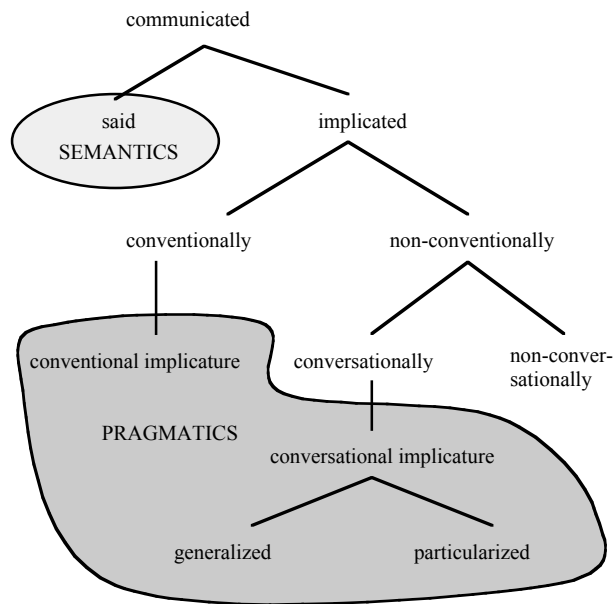 communicated
said
implicated
SEMANTICS
conventionally
non-conventionally
conventional implicature
conversationally
non-conver-
sationally
PRAGMATICS
conversational implicature
generalized
particularized